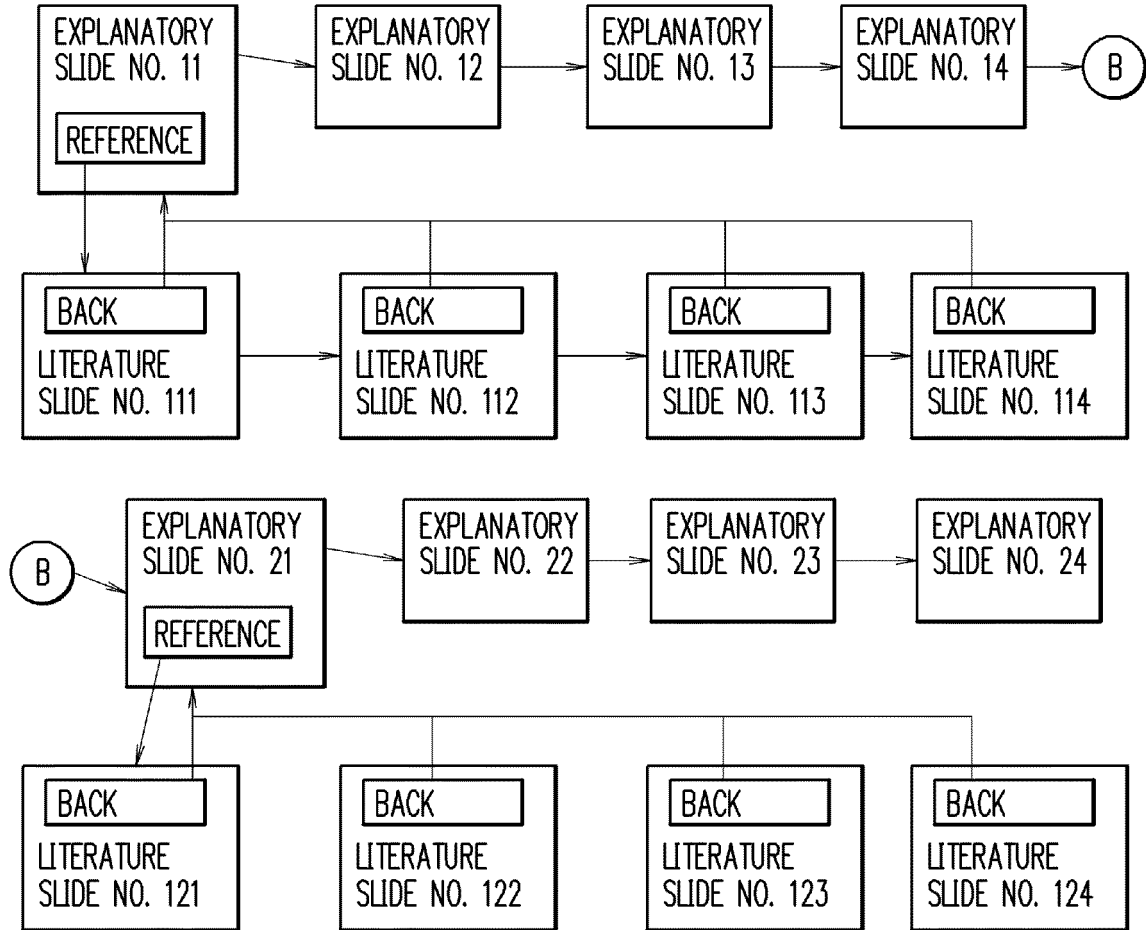 EXPLANATORY
SLIDE NO. 11
REFERENCE
EXPLANATORY
SLIDE NO. 12
EXPLANATORY
SLIDE NO. 13
EXPLANATORY
SLIDE NO. 14
B
BACK
LITERATURE
SLIDE NO. 111
BACK
LITERATURE
SLIDE NO. 112
BACK
LITERATURE
SLIDE NO. 113
BACK
LITERATURE
SLIDE NO. 114
B
EXPLANATORY
SLIDE NO. 21
REFERENCE
EXPLANATORY
SLIDE NO. 22
EXPLANATORY
SLIDE NO. 23
EXPLANATORY
SLIDE NO. 24
BACK
LITERATURE
SLIDE NO. 121
BACK
LITERATURE
SLIDE NO. 122
BACK
LITERATURE
SLIDE NO. 123
BACK
LITERATURE
SLIDE NO. 124